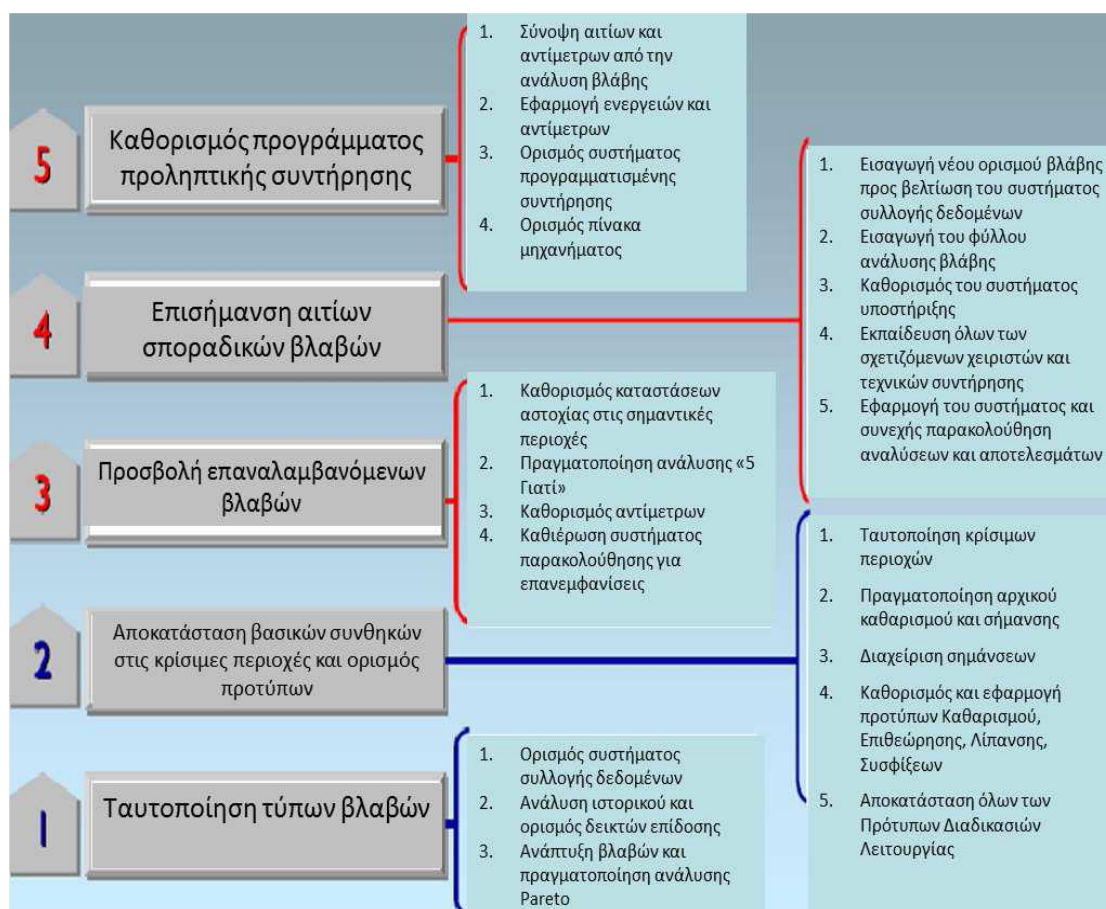 5
Καθορισμός προγράμματος
προληπτικής συντήρησης
1. Σύνοψη αιτίων και
αντίμετρων από την
ανάλυση βλάβης
2. Εφαρμογή ενεργειών και
αντίμετρων
3. Ορισμός συστήματος
προγραμματισμένης
συντήρησης
4. Ορισμός πίνακα
μηχανήματος
4
Επισήμανση αιτίων
σποραδικών βλαβών
1. Εισαγωγή νέου ορισμού βλάβης
προς βελτίωση του συστήματος
συλλογής δεδομένων
2. Εισαγωγή του φύλλου
ανάλυσης βλάβης
3. Καθορισμός του συστήματος
υποστήριξης
4. Εκπαίδευση όλων των
σχετιζόμενων χειριστών και
τεχνικών συντήρησης
5. Εφαρμογή του συστήματος και
συνεχής παρακολούθηση
αναλύσεων και αποτελεσμάτων
3
Προσβολή επαναλαμβανόμενων
βλαβών
1. Καθορισμός καταστάσεων
αστοχίας στις σημαντικές
περιοχές
2. Πραγματοποίηση ανάλυσης «5
Γιατί»
3. Καθορισμός αντίμετρων
4. Καθιέρωση συστήματος
παρακολούθησης για
επανεμφανίσεις
2
Αποκατάσταση βασικών συνθηκών
στις κρίσιμες περιοχές και ορισμός
προτύπων
1. Ταυτοποίηση κρίσιμων
περιοχών
2. Πραγματοποίηση αρχικού
καθαρισμού και σήμανσης
3. Διαχείριση σημάνσεων
4. Καθορισμός και εφαρμογή
προτύπων Καθαρισμού,
Επιθεώρησης, Λίπανσης,
Συσφίξεων
5. Αποκατάσταση όλων των
Πρότυπων Διαδικασιών
Λειτουργίας
1
Ταυτοποίηση τύπων βλαβών
1. Ορισμός συστήματος
συλλογής δεδομένων
2. Ανάλυση ιστορικού και
ορισμός δεικτών επίδοσης
3. Ανάπτυξη βλαβών και
πραγματοποίηση ανάλυσης
Pareto